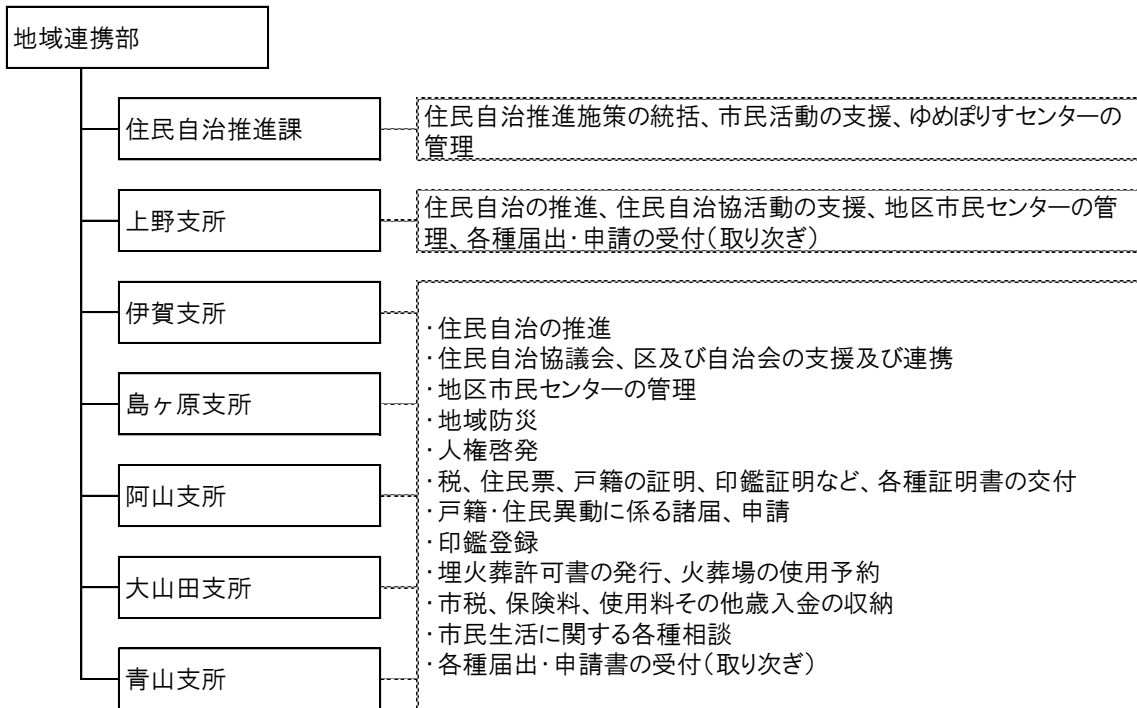 地域連携部
住民自治推進課
住民自治推進施策の統括、市民活動の支援、ゆめぽりすセンターの
管理
上野支所
住民自治の推進、住民自治協活動の支援、地区市民センターの管
理、各種届出・申請の受付（取り次ぎ）
伊賀支所
島ヶ原支所
阿山支所
大山田支所
青山支所
・住民自治の推進
・住民自治協議会、区及び自治会の支援及び連携
・地区市民センターの管理
・地域防災
・人権啓発
・税、住民票、戸籍の証明、印鑑証明など、各種証明書の交付
・戸籍・住民異動に係る諸届、申請
・印鑑登録
・埋火葬許可書の発行、火葬場の使用予約
・市税、保険料、使用料その他歳入金の収納
・市民生活に関する各種相談
・各種届出・申請書の受付（取り次ぎ）